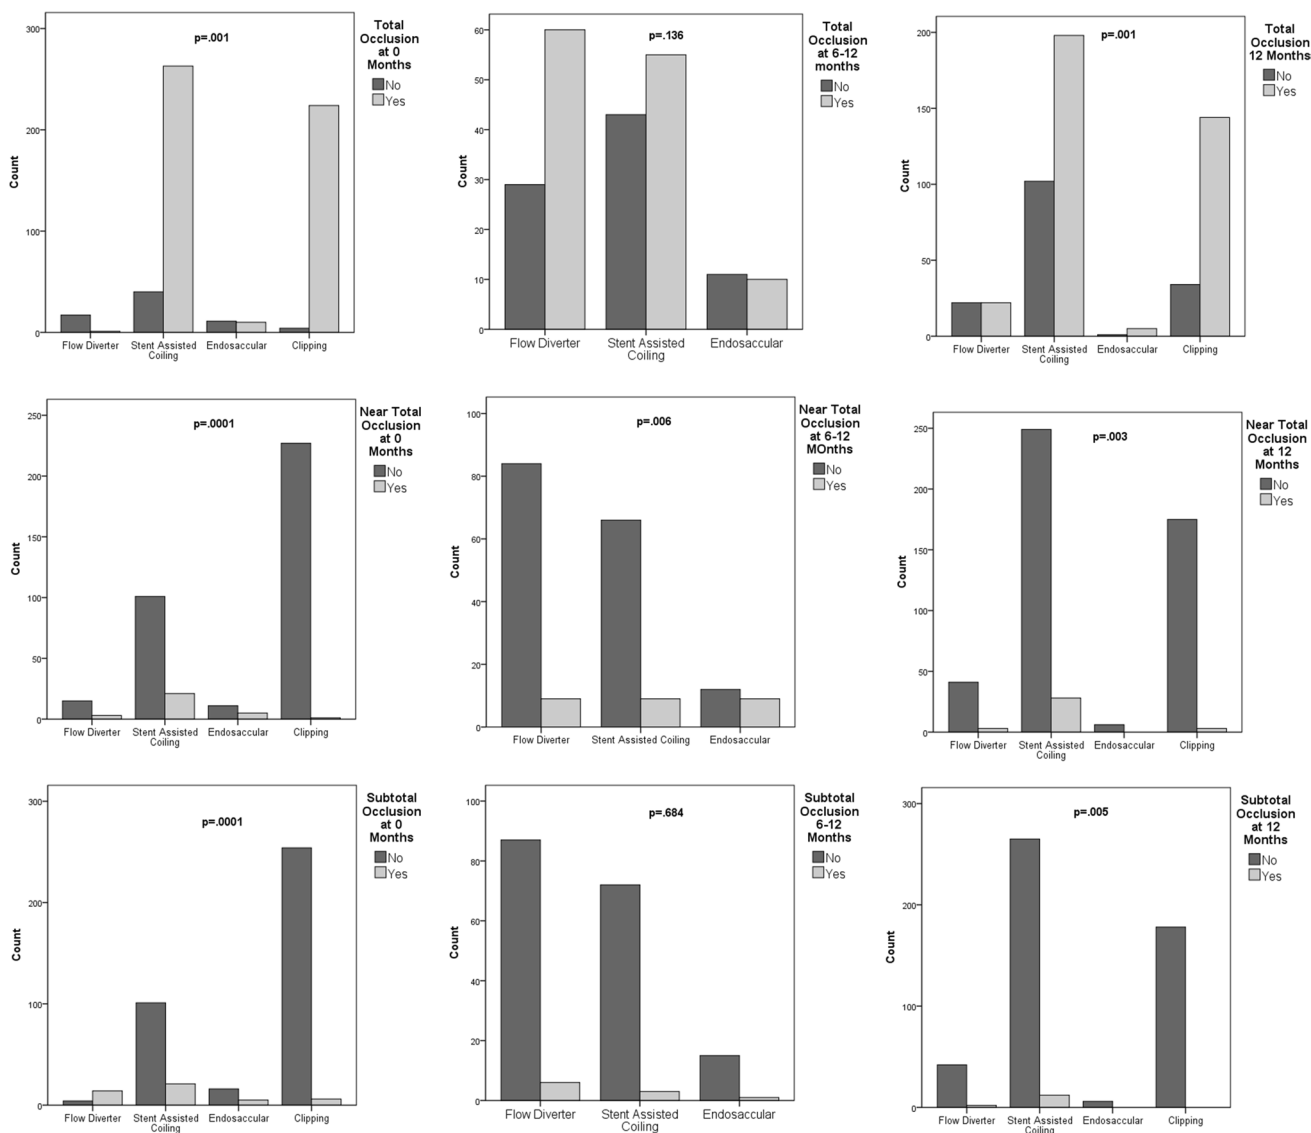 300
200
100
0
Count
p=.001
Flow Diverter
Stent Assisted
Coiling
Endosaccular
Clipping
Total
Occlusion
at 0
Months
No
Yes
60
50
40
30
20
10
0
Count
p=.136
Flow Diverter
Stent Assisted
Coiling
Endosaccular
Total
Occlusion
at 6-12
months
No
Yes
200
150
100
50
0
Count
p=.001
Flow Diverter
Stent Assisted
Coiling
Endosaccular
Clipping
Total
Occlusion
12 Months
No
Yes
250
200
150
100
50
0
Count
p=.0001
Flow Diverter
Stent Assisted
Coiling
Endosaccular
Clipping
Near Total
Occlusion
at 0
Months
No
Yes
100
80
60
40
20
0
Count
p=.006
Flow Diverter
Stent Assisted Coiling
Endosaccular
Near Total
Occlusion
at 6-12
MOnths
No
Yes
250
200
150
100
50
0
Count
p=.003
Flow Diverter
Stent Assisted
Coiling
Endosaccular
Clipping
Near Total
Occlusion
at 12
Months
No
Yes
300
200
100
0
Count
p=.0001
Flow Diverter
Stent Assisted
Coiling
Endosaccular
Clipping
Subtotal
Occlusion
at 0
Months
No
Yes
100
80
60
40
20
0
Count
p=.684
Flow Diverter
Stent Assisted
Coiling
Endosaccular
Subtotal
Occlusion
6-12
Months
No
Yes
300
200
100
0
Count
p=.005
Flow Diverter
Stent Assisted
Coiling
Endosaccular
Clipping
Subtotal
Occlusion
at 12
Months
No
Yes